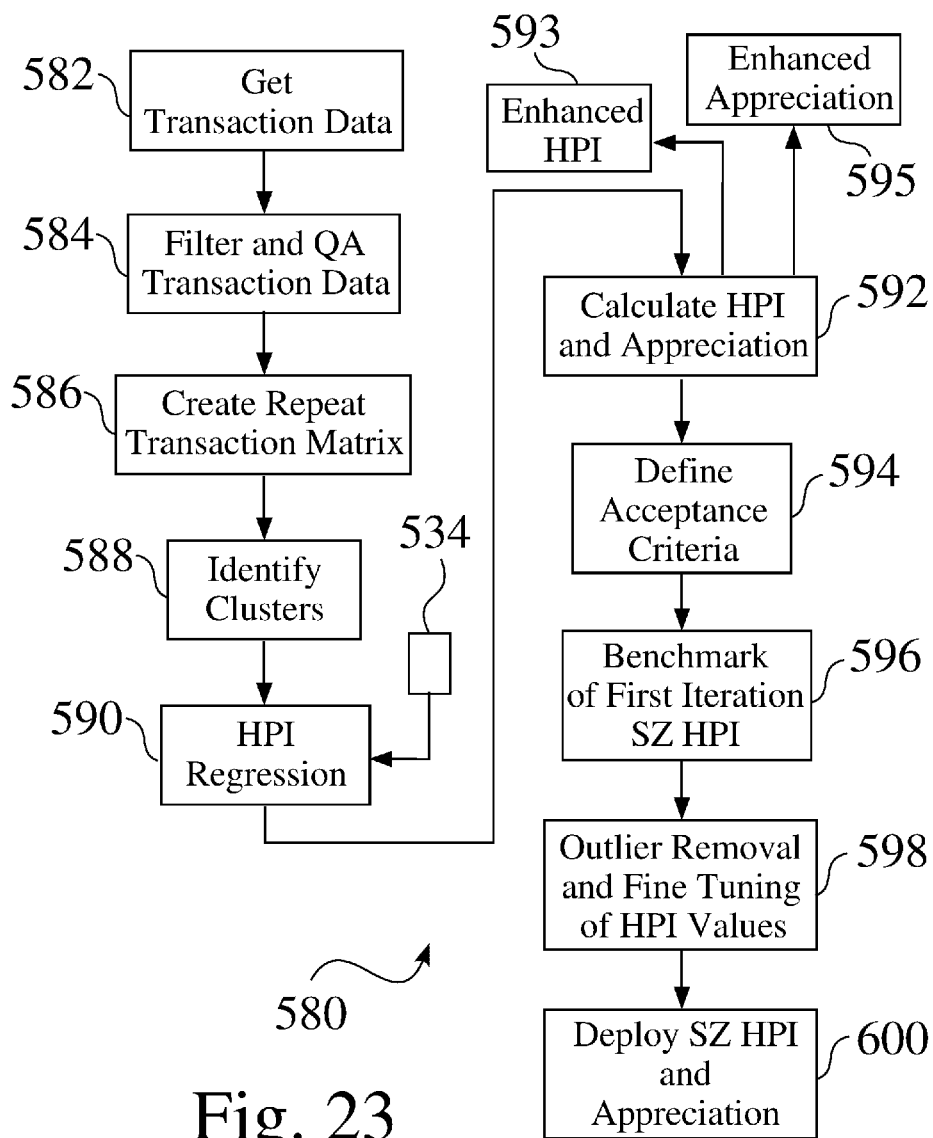 582
Get
Transaction Data
584
Filter and QA
Transaction Data
586
Create Repeat
Transaction Matrix
588
Identify
Clusters
534
590
HPI
Regression
593
Enhanced
HPI
Enhanced
Appreciation
595
Calculate HPI
and Appreciation
592
Define
Acceptance
Criteria
594
Benchmark
of First Iteration
SZ HPI
596
Outlier Removal
and Fine Tuning
of HPI Values
598
Deploy SZ HPI
and
Appreciation
600
580
Fig. 23